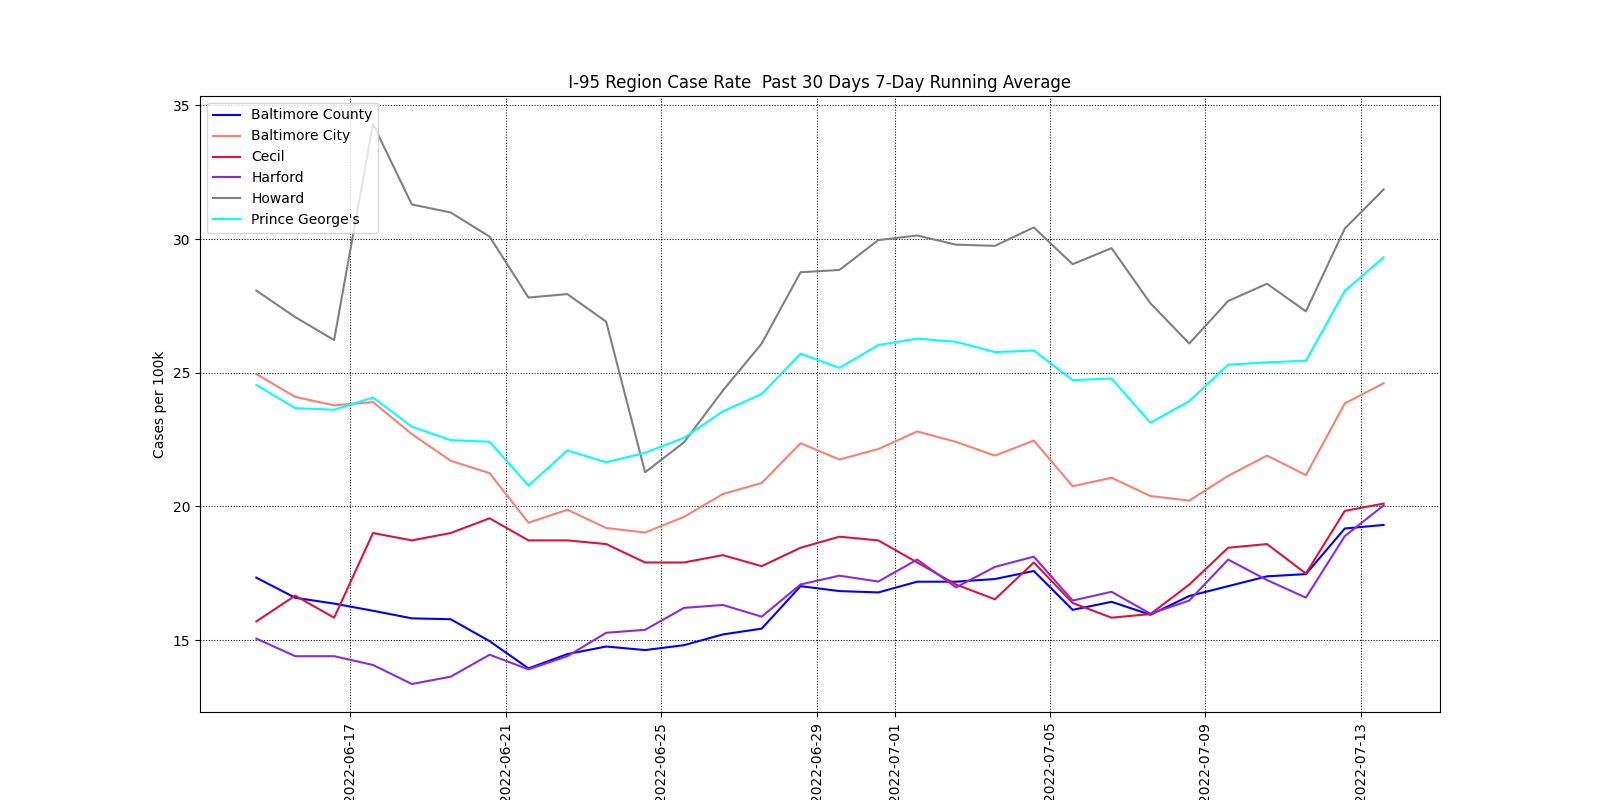 I-95 Region Case Rate  Past 30 Days 7-Day Running Average
Cases per 100k
35
30
25
20
15
Baltimore County
Baltimore City
Cecil
Harford
Howard
Prince George's
2022-06-17
2022-06-21
2022-06-25
2022-06-29
2022-07-01
2022-07-05
2022-07-09
2022-07-13